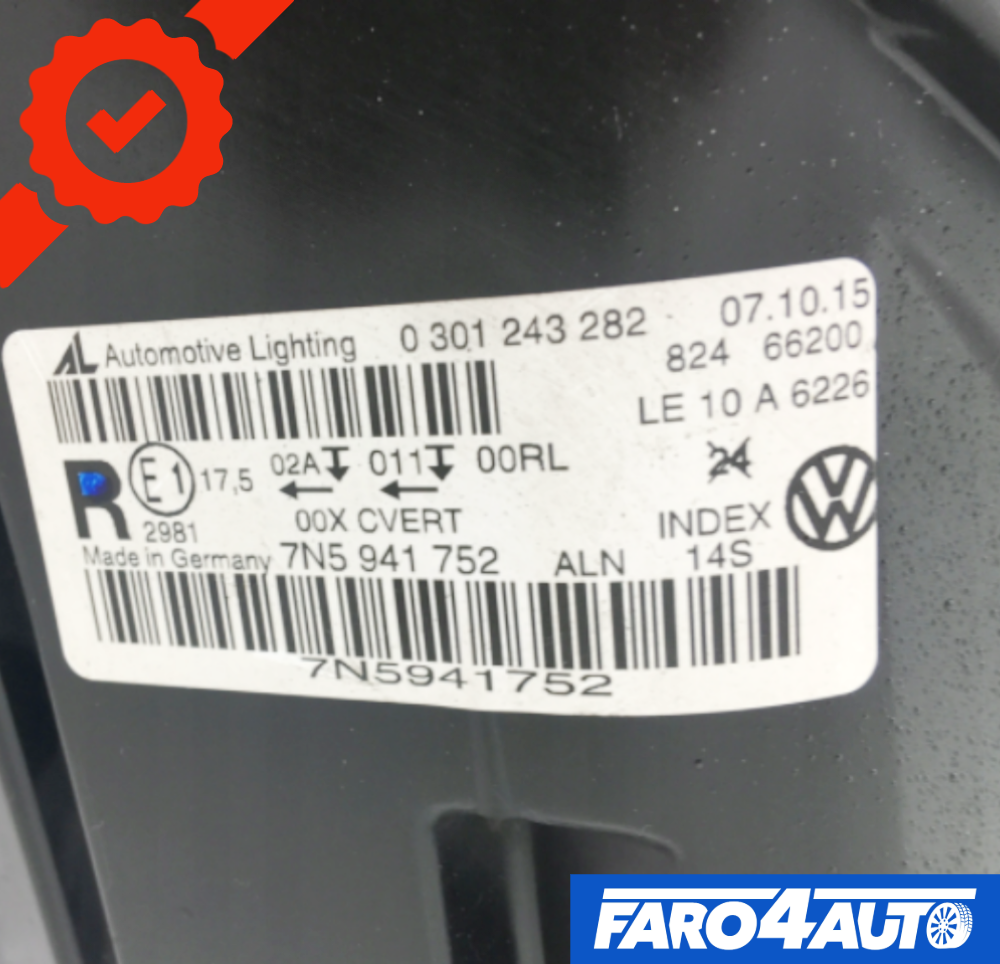 AL Automotive Lighting 0 301 243 282 07.10.15
824 66200
LE 10 A 6226
R E1 17,5 02A 011 00RL 24
2981 00X CVERT INDEX
Made in Germany 7N5 941 752 ALN 14S
7N5941752
FARO4AUTO